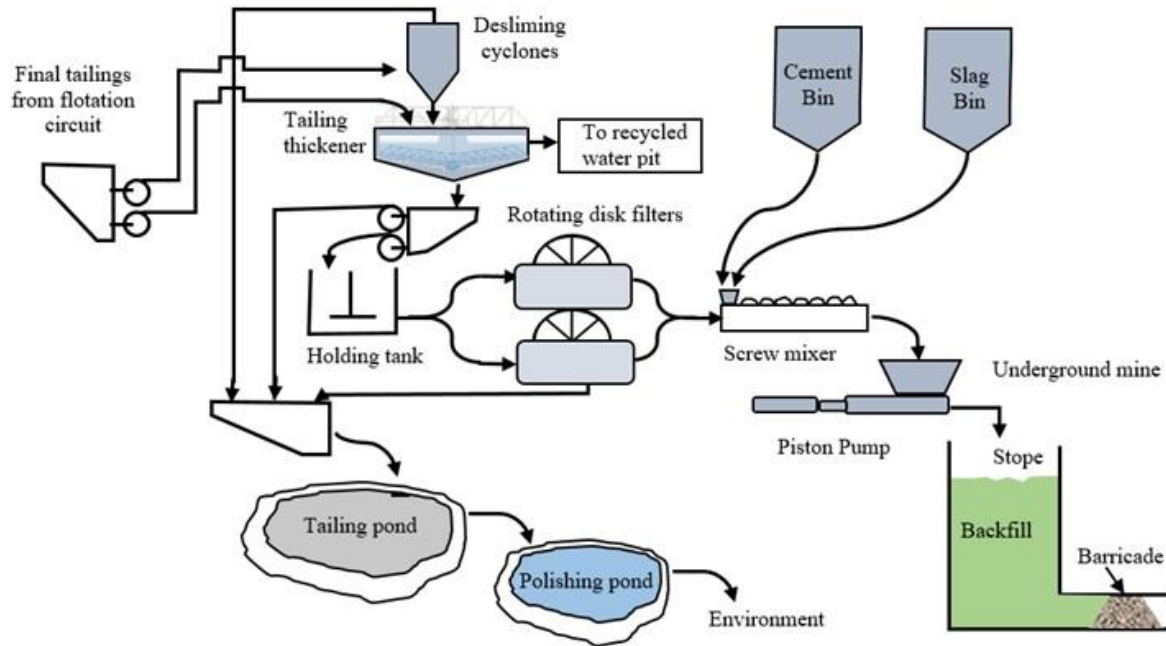 Desliming
cyclones
Final tailings
from flotation
circuit
Cement
Bin
Slag
Bin
Tailing
thickener
To recycled
water pit
Rotating disk filters
Holding tank
Screw mixer
Underground mine
Piston Pump
Stope
Tailing pond
Backfill
Barricade
Polishing pond
Environment